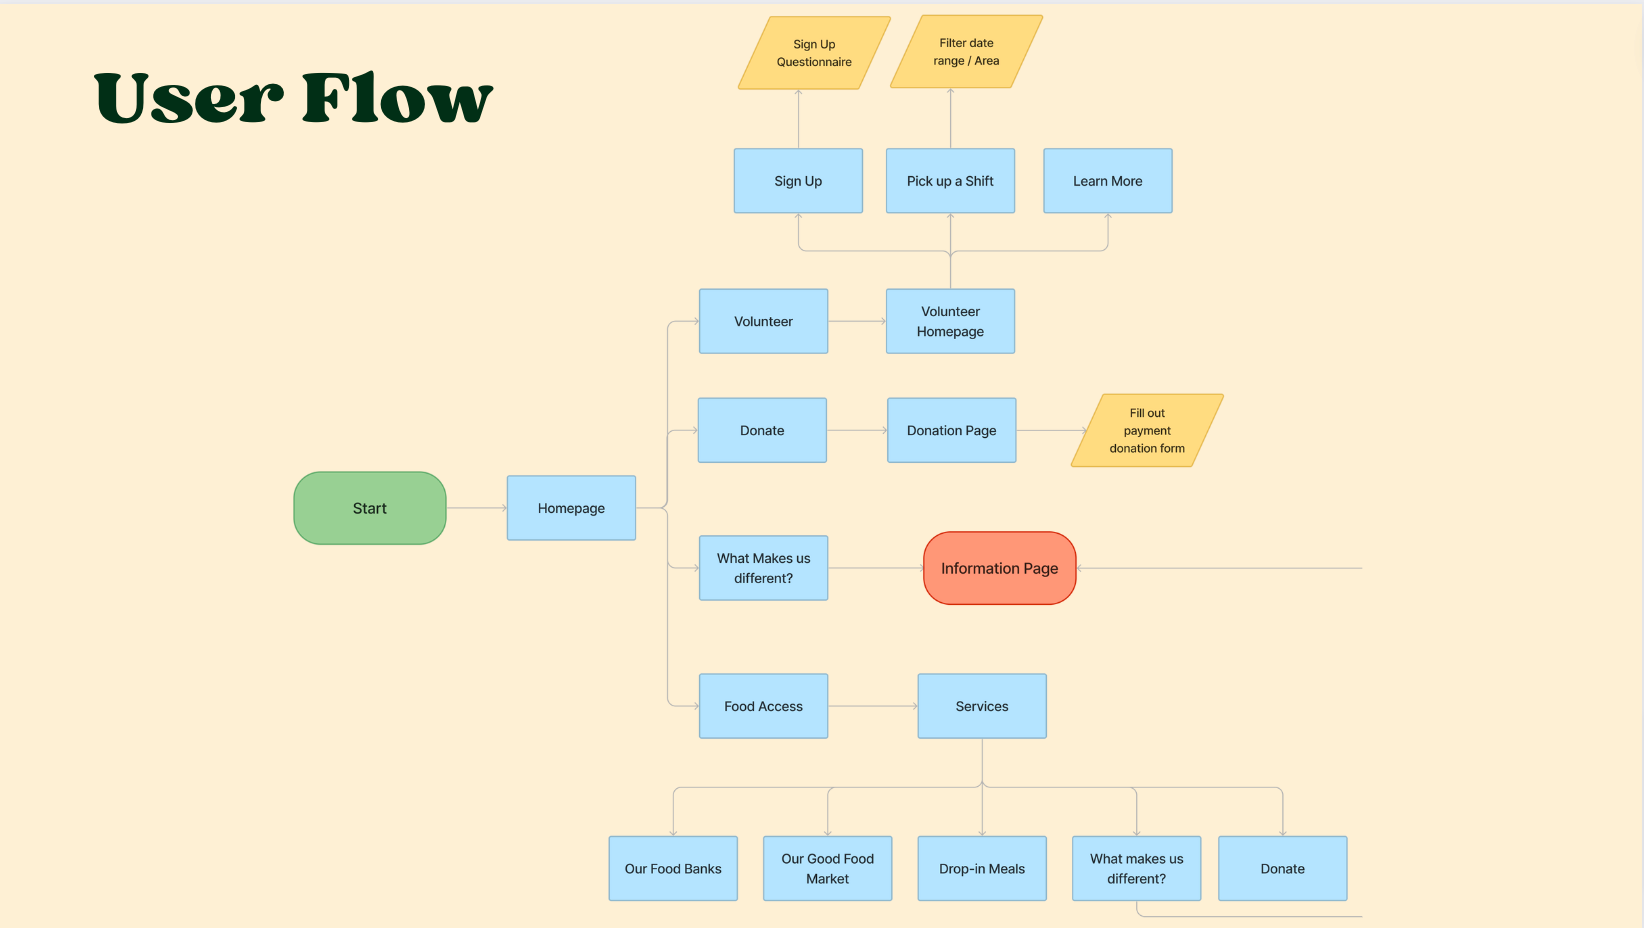 User Flow
Sign Up
Questionnaire
Filter date
range / Area
Sign Up
Pick up a Shift
Learn More
Volunteer
Volunteer
Homepage
Donate
Donation Page
Fill out
payment
donation form
Start
Homepage
What Makes us
different?
Information Page
Food Access
Services
Our Food Banks
Our Good Food
Market
Drop-in Meals
What makes us
different?
Donate